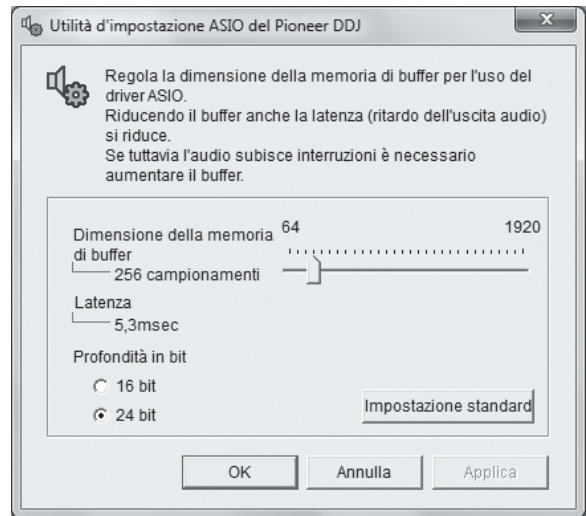 Utilità d'impostazione ASIO del Pioneer DDJ
X
Regola la dimensione della memoria di buffer per l'uso del
driver ASIO.
Riducendo il buffer anche la latenza (ritardo dell'uscita audio)
si riduce.
Se tuttavia l'audio subisce interruzioni è necessario
aumentare il buffer.
64
1920
Dimensione della memoria
di buffer
256 campionamenti
Latenza
5,3msec
Profondità in bit
16 bit
24 bit
Impostazione standard
OK
Annulla
Applica